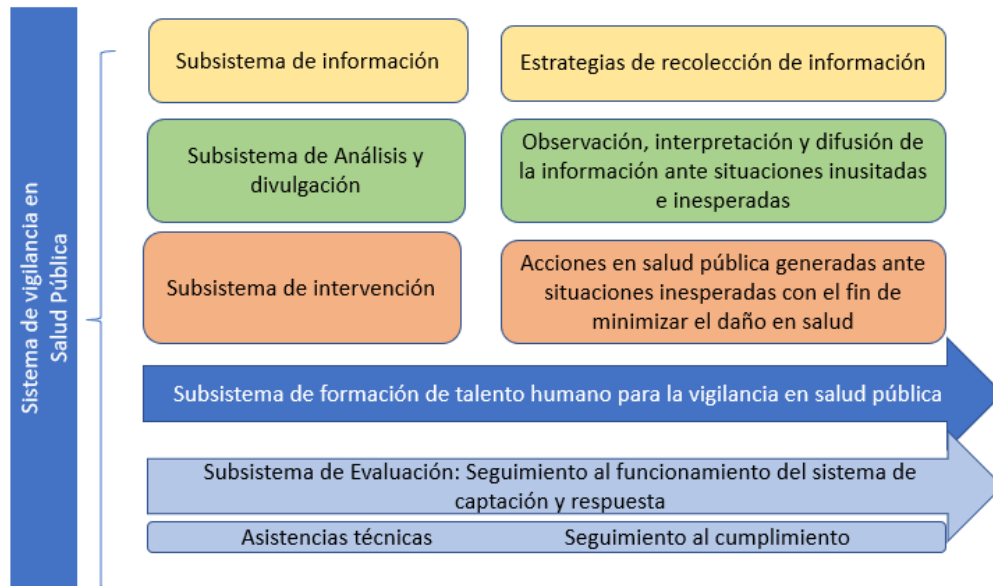 Sistema de vigilancia en
Salud Pública
Subsistema de información
Estrategias de recolección de información
Subsistema de Análisis y
divulgación
Observación, interpretación y difusión de
la información ante situaciones inusitadas
e inesperadas
Subsistema de intervención
Acciones en salud pública generadas ante
situaciones inesperadas con el fin de
minimizar el daño en salud
Subsistema de formación de talento humano para la vigilancia en salud pública
Subsistema de Evaluación: Seguimiento al funcionamiento del sistema de
captación y respuesta
Asistencias técnicas
Seguimiento al cumplimiento